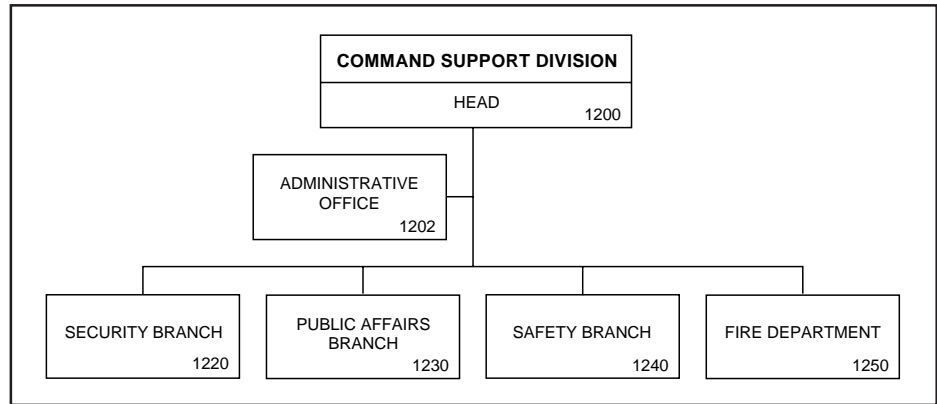 COMMAND SUPPORT DIVISION
HEAD
1200
ADMINISTRATIVE
OFFICE
1202
SECURITY BRANCH
1220
PUBLIC AFFAIRS
BRANCH
1230
SAFETY BRANCH
1240
FIRE DEPARTMENT
1250